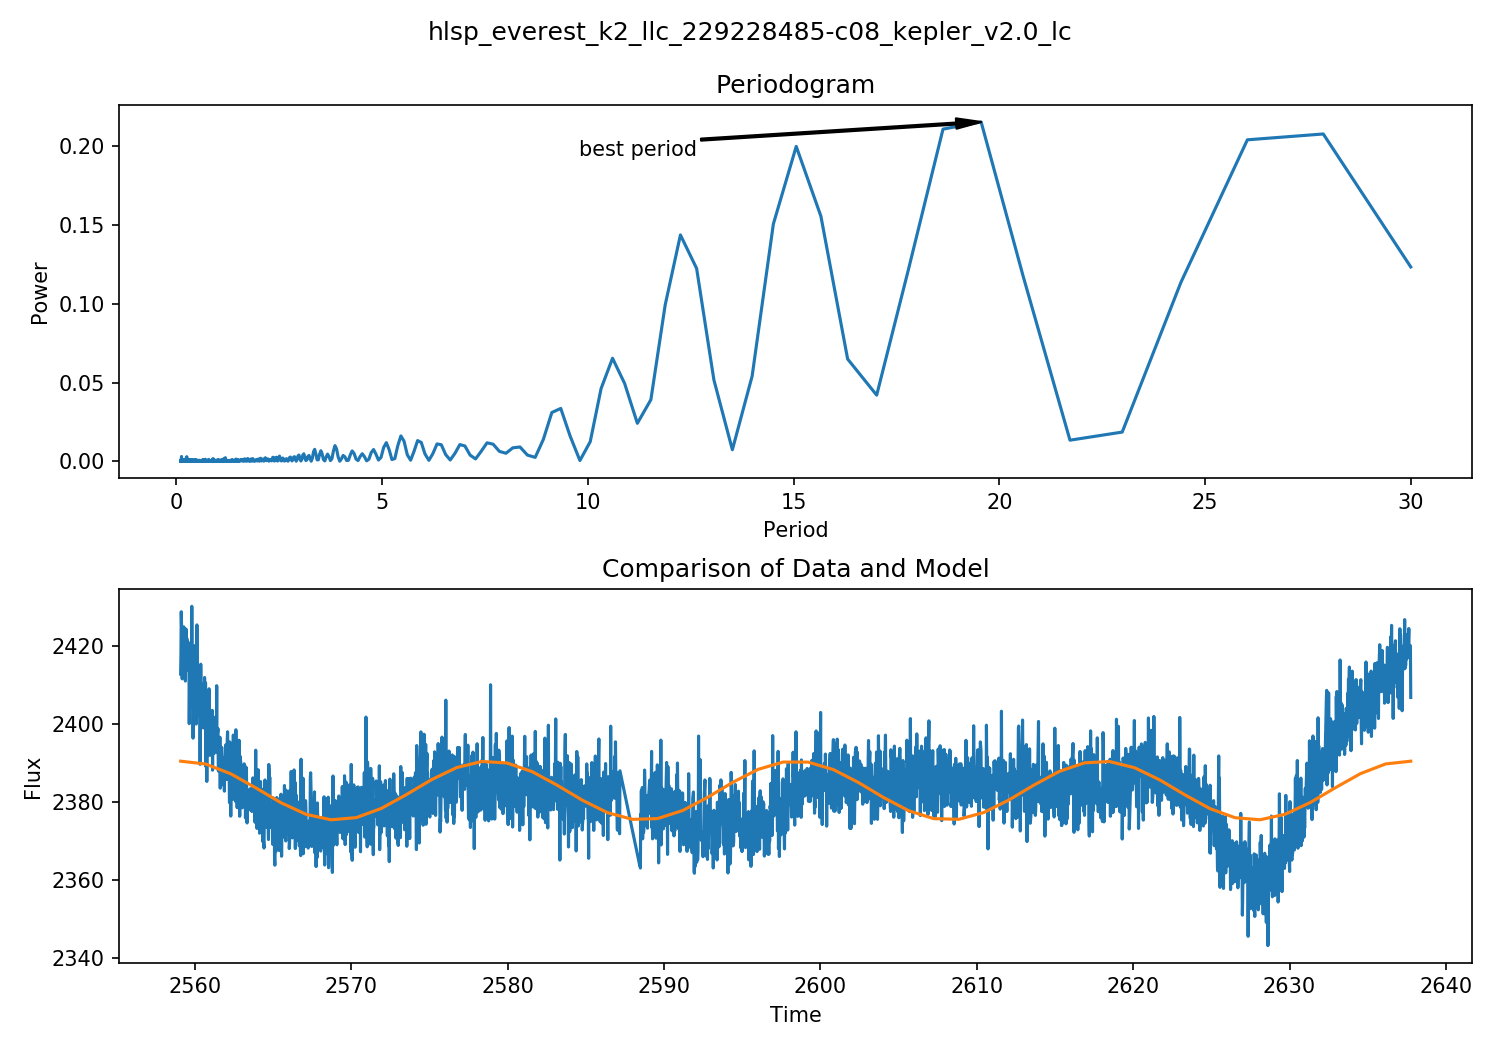 hlsp_everest_k2_llc_229228485-c08_kepler_v2.0_lc
Periodogram
best period
Power
0.20
0.15
0.10
0.05
0.00
0 5 10 15 20 25 30
Period
Comparison of Data and Model
Flux
2420
2400
2380
2360
2340
2560 2570 2580 2590 2600 2610 2620 2630 2640
Time